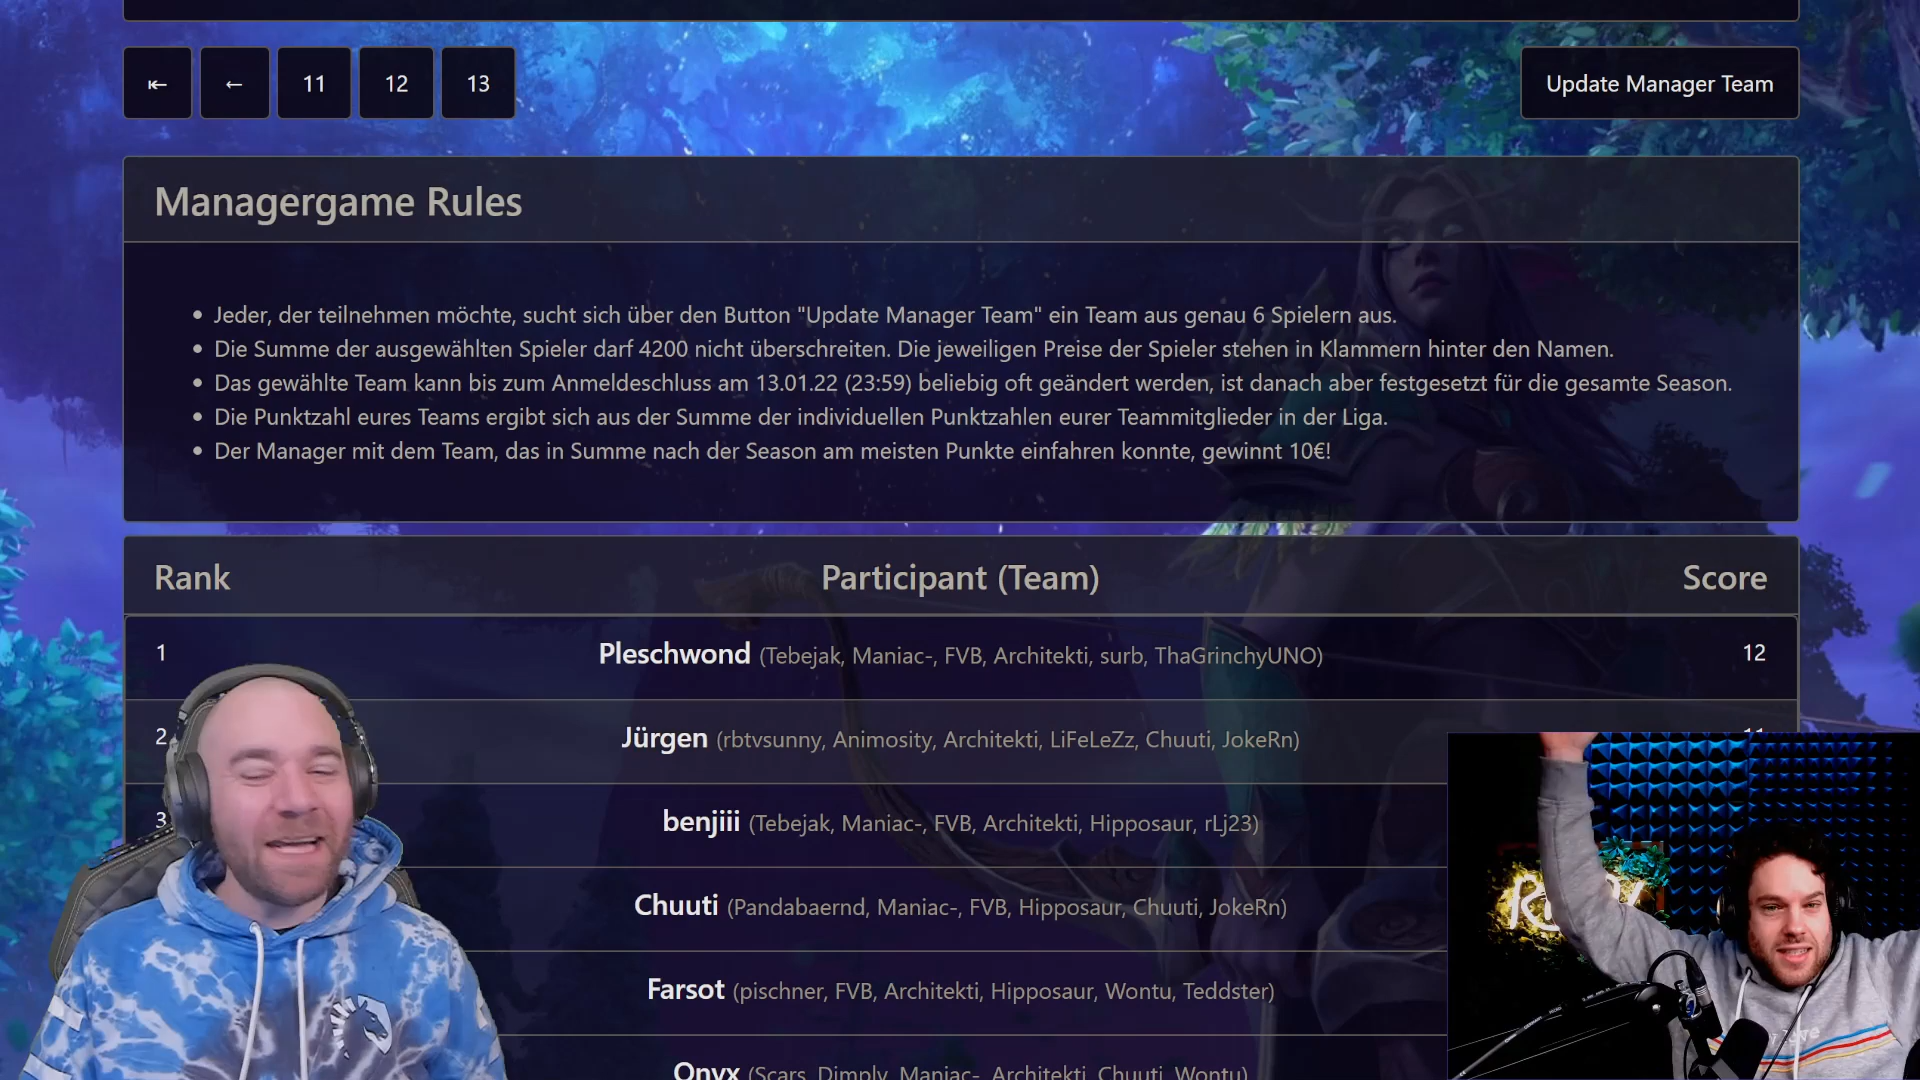 ⇤ ← 11 12 13 Update Manager Team
Managergame Rules
• Jeder, der teilnehmen möchte, sucht sich über den Button "Update Manager Team" ein Team aus genau 6 Spielern aus.
• Die Summe der ausgewählten Spieler darf 4200 nicht überschreiten. Die jeweiligen Preise der Spieler stehen in Klammern hinter den Namen.
• Das gewählte Team kann bis zum Anmeldeschluss am 13.01.22 (23:59) beliebig oft geändert werden, ist danach aber festgesetzt für die gesamte Season.
• Die Punktzahl eures Teams ergibt sich aus der Summe der individuellen Punktzahlen eurer Teammitglieder in der Liga.
• Der Manager mit dem Team, das in Summe nach der Season am meisten Punkte einfahren konnte, gewinnt 10€!
Rank Participant (Team) Score
1 Pleschwond (Tebejak, Maniac-, FVB, Architekti, surb, ThaGrinchyUNO) 12
2 Jürgen (rbtvsunny, Animosity, Architekti, LiFeLeZz, Chuuti, JokeRn)
3 benjiii (Tebejak, Maniac-, FVB, Architekti, Hipposaur, rLj23)
Chuuti (Pandabaernd, Maniac-, FVB, Hipposaur, Chuuti, JokeRn)
Farsot (pischner, FVB, Architekti, Hipposaur, Wontu, Teddster)
Onyx (Scars, Dimply, Maniac-, Architekti, Chuuti, Wontu)